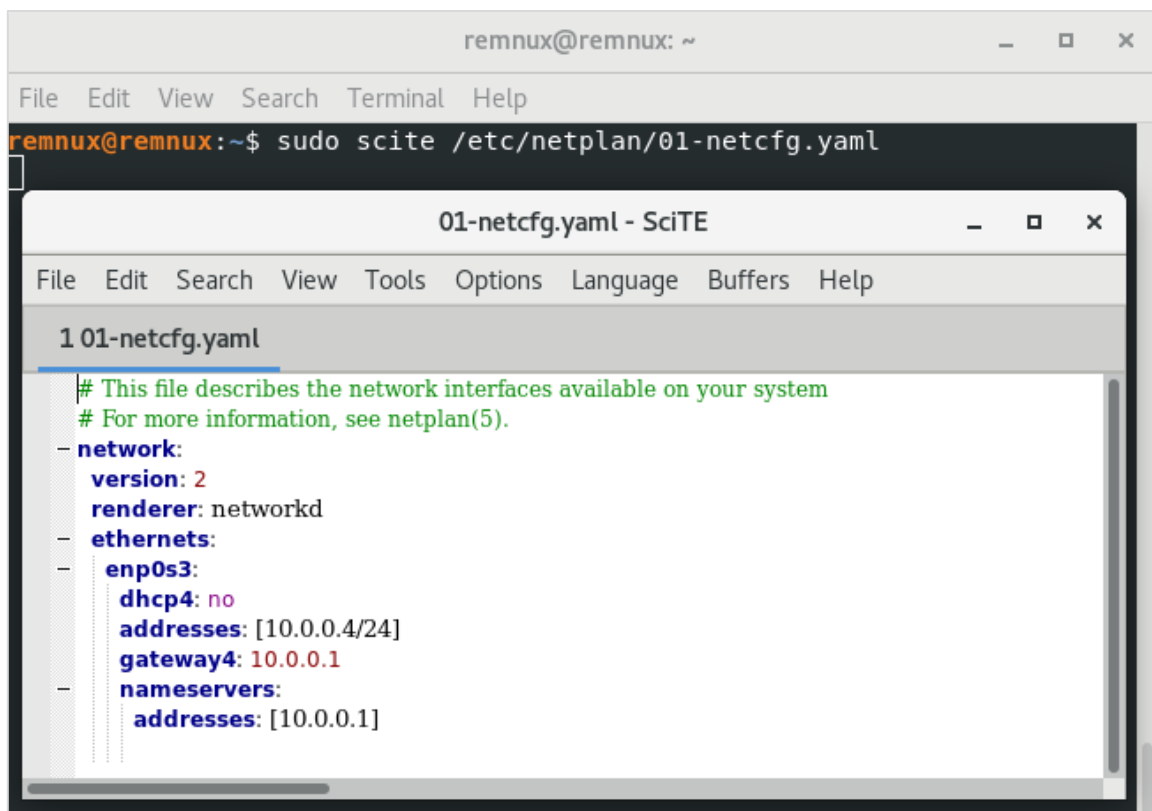 remnux@remnux: ~
File Edit View Search Terminal Help
remnux@remnux:~$ sudo scite /etc/netplan/01-netcfg.yaml
01-netcfg.yaml - SciTE
File Edit Search View Tools Options Language Buffers Help
1 01-netcfg.yaml
# This file describes the network interfaces available on your system
# For more information, see netplan(5).
network:
version: 2
renderer: networkd
ethernets:
enp0s3:
dhcp4: no
addresses: [10.0.0.4/24]
gateway4: 10.0.0.1
nameservers:
addresses: [10.0.0.1]